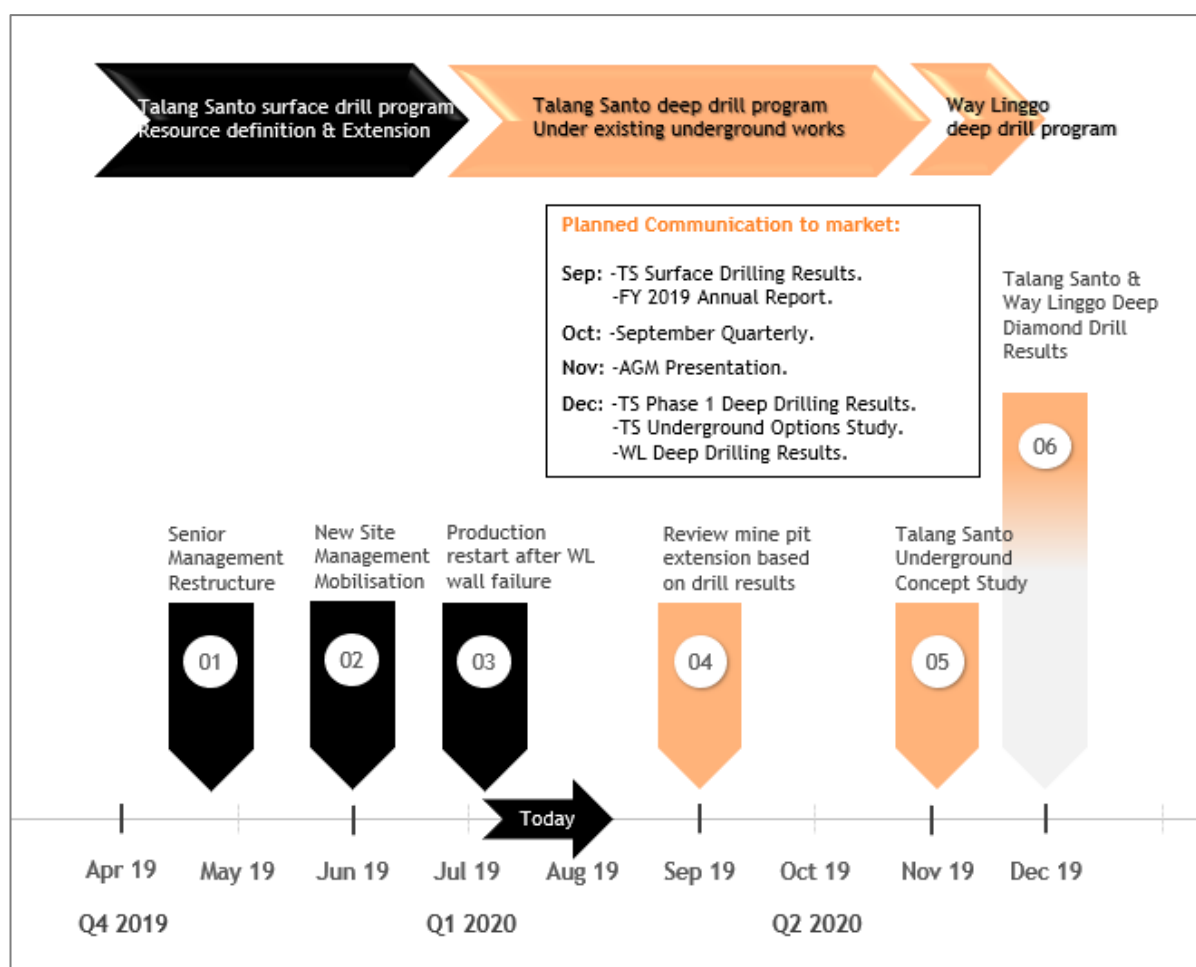 Talang Santo surface drill program
Resource definition & Extension
Talang Santo deep drill program
Under existing underground works
Way Linggo
deep drill program
Planned Communication to market:
Sep: -TS Surface Drilling Results.
-FY 2019 Annual Report.
Oct: -September Quarterly.
Nov: -AGM Presentation.
Dec: -TS Phase 1 Deep Drilling Results.
-TS Underground Options Study.
-WL Deep Drilling Results.
Talang Santo &
Way Linggo Deep
Diamond Drill
Results
06
Senior
Management
Restructure
01
New Site
Management
Mobilisation
02
Production
restart after WL
wall failure
03
Review mine pit
extension based
on drill results
04
Talang Santo
Underground
Concept Study
05
Today
Apr 19 May 19 Jun 19 Jul 19 Aug 19 Sep 19 Oct 19 Nov 19 Dec 19
Q4 2019 Q1 2020 Q2 2020